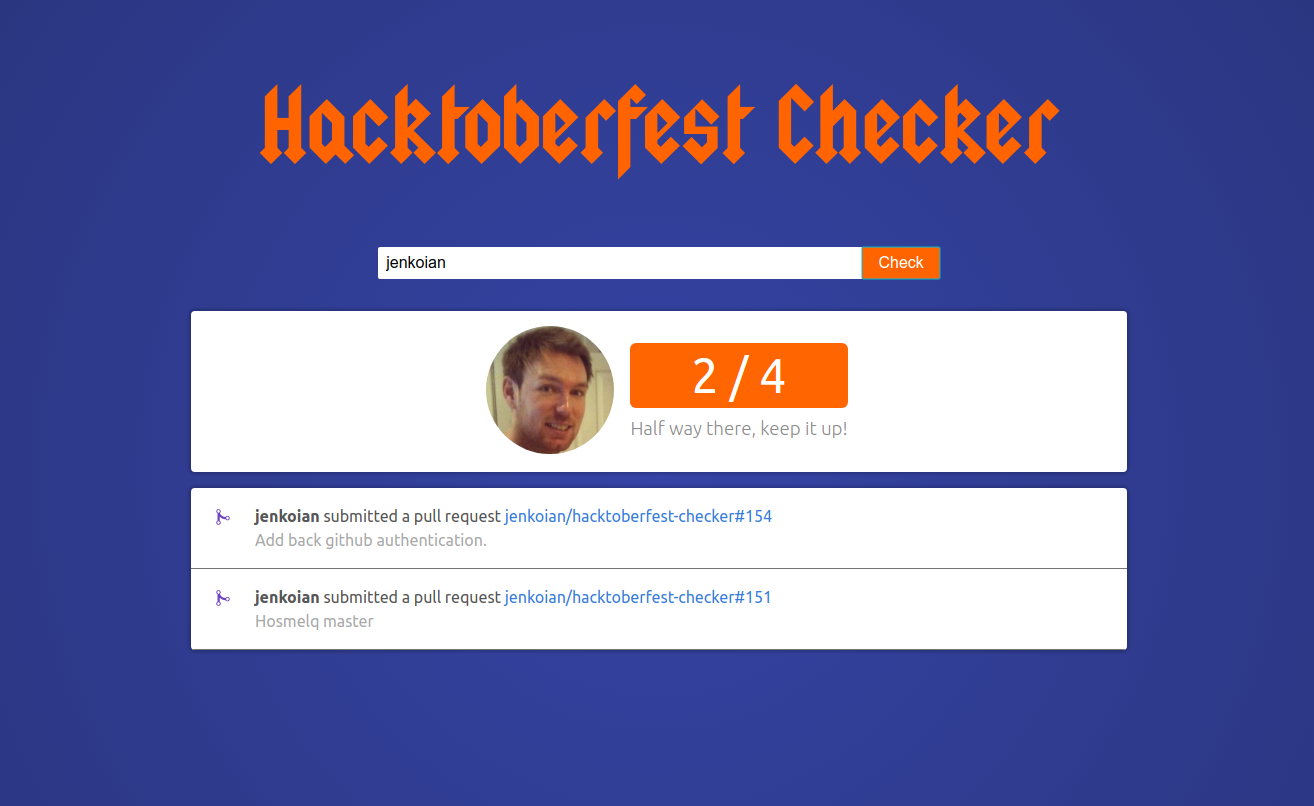 Hacktoberfest Checker
jenkoian Check
2 / 4
Half way there, keep it up!
jenkoian submitted a pull request jenkoian/hacktoberfest-checker#154
Add back github authentication.
jenkoian submitted a pull request jenkoian/hacktoberfest-checker#151
Hosmelq master